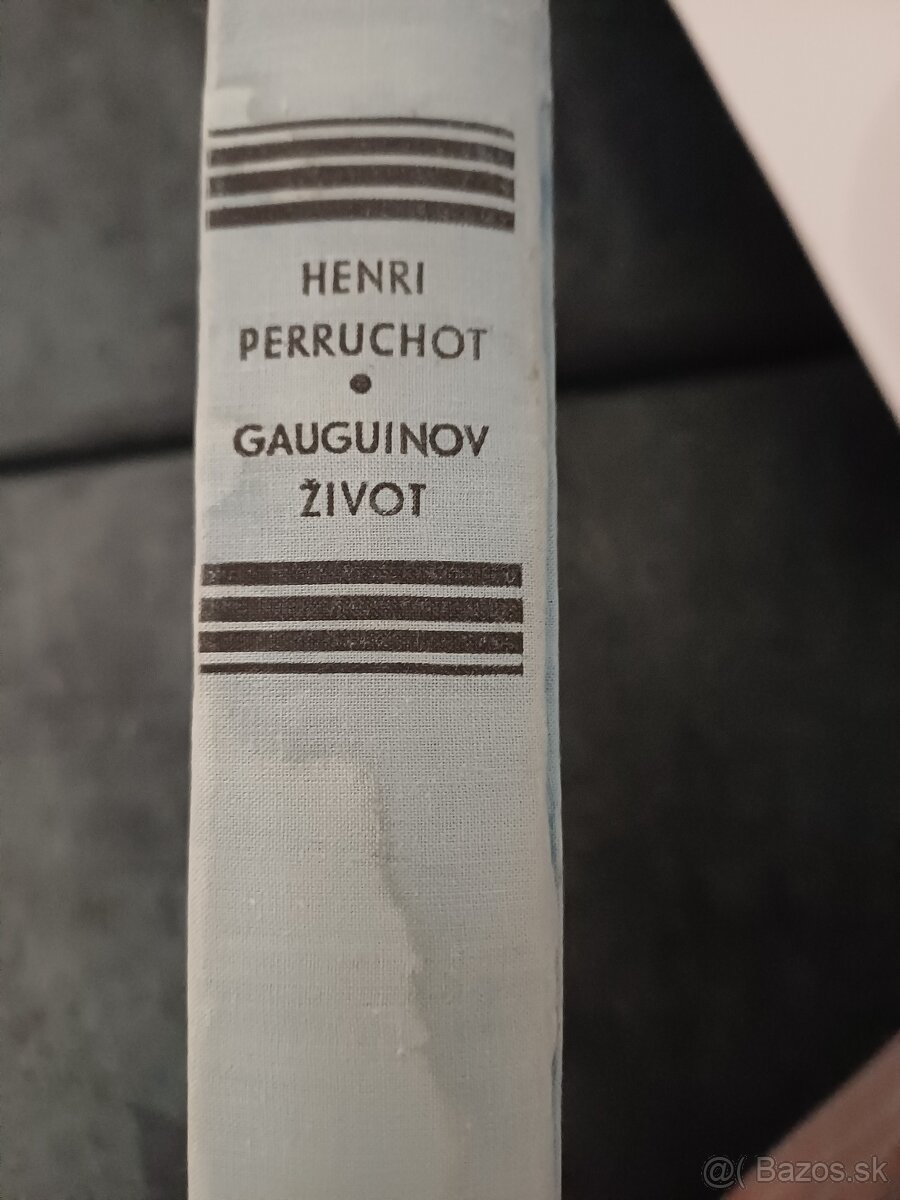 HENRI
PERRUCHOT
•
GAUGUINOV
ŽIVOT
@( Bazos.sk